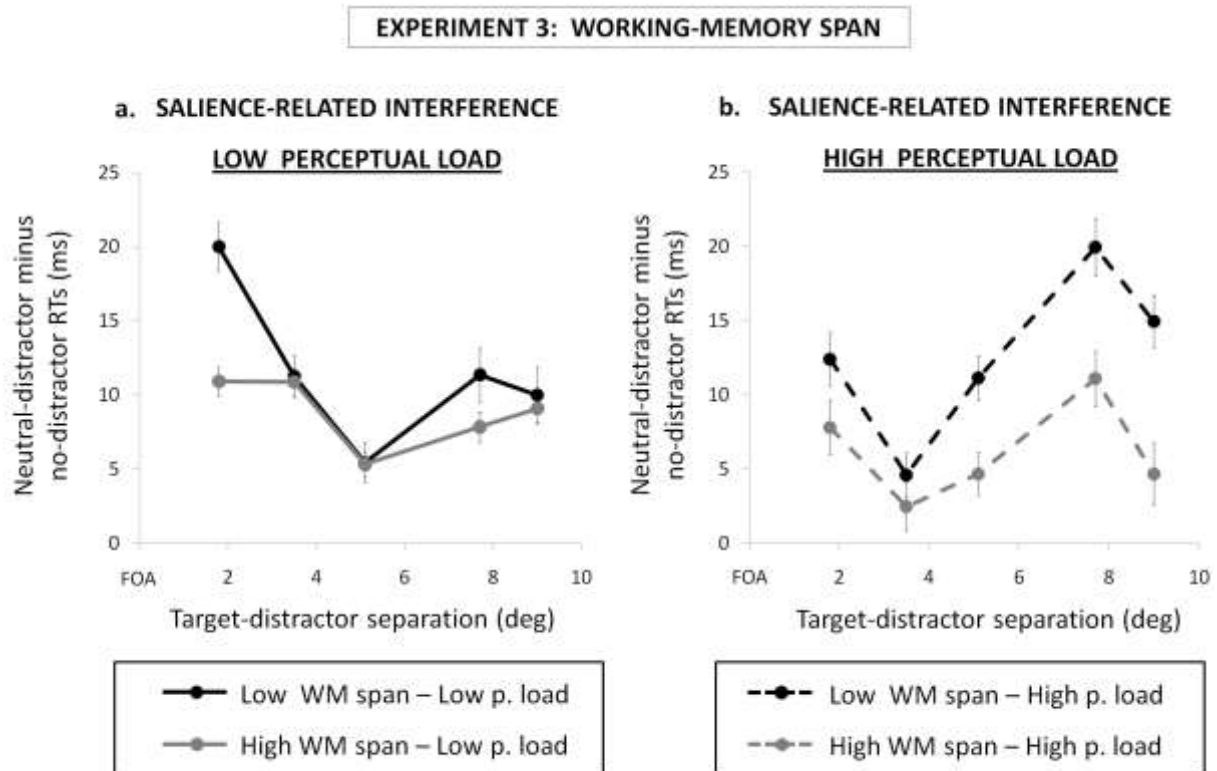 EXPERIMENT 3: WORKING-MEMORY SPAN
a. SALIENCE-RELATED INTERFERENCE
LOW PERCEPTUAL LOAD
25
20
15
10
5
0
Neutral-distractor minus
no-distractor RTs (ms)
FOA 2 4 6 8 10
Target-distractor separation (deg)
Low WM span – Low p. load
High WM span – Low p. load
b. SALIENCE-RELATED INTERFERENCE
HIGH PERCEPTUAL LOAD
25
20
15
10
5
0
Neutral-distractor minus
no-distractor RTs (ms)
FOA 2 4 6 8 10
Target-distractor separation (deg)
Low WM span – High p. load
High WM span – High p. load